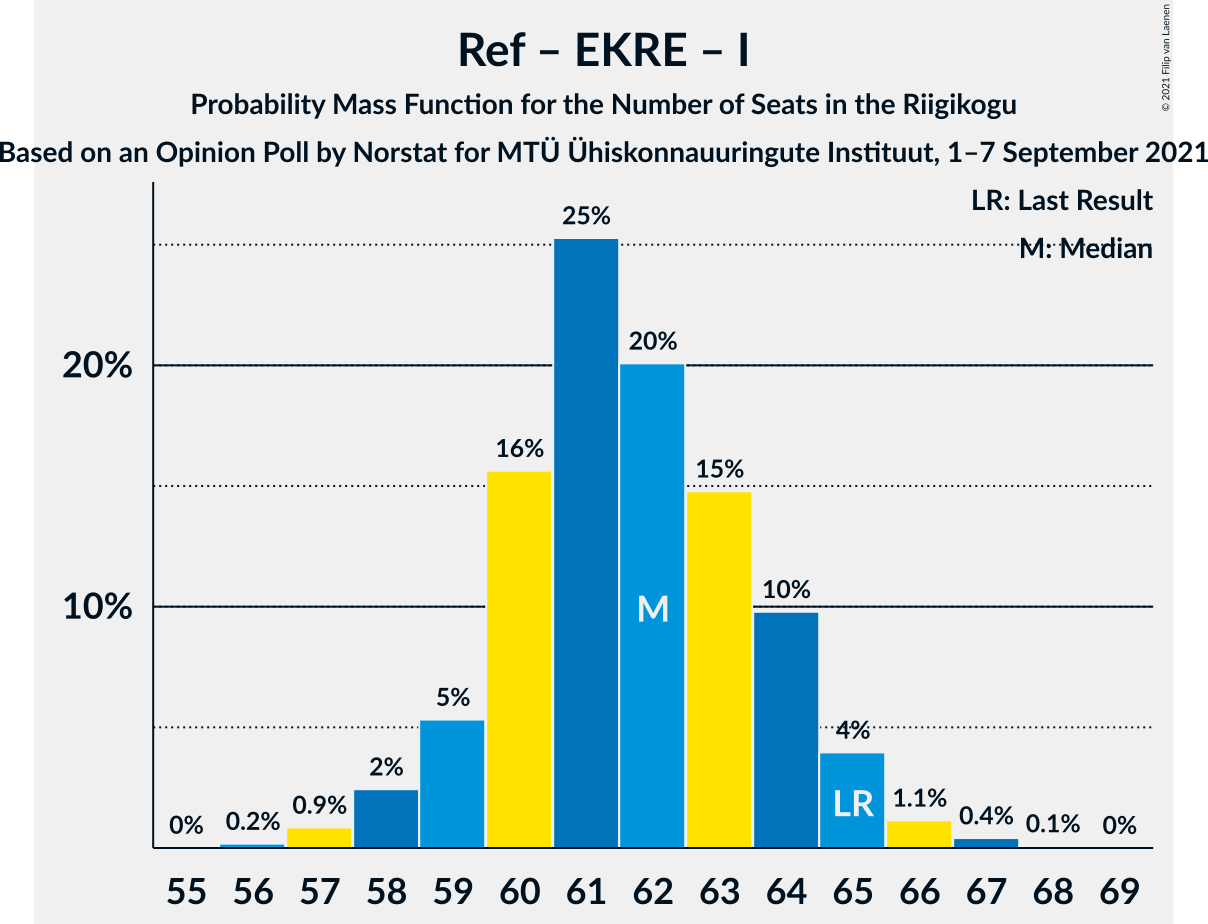 Ref – EKRE – I
Probability Mass Function for the Number of Seats in the Riigikogu
Based on an Opinion Poll by Norstat for MTÜ Ühiskonnauuringute Instituut, 1–7 September 2021
© 2021 Filip van Laenen
LR: Last Result
M: Median
25%
20%
20%
16%
15%
10%
10%
M
5%
4%
2%
LR
0%
0.2%
0.9%
1.1%
0.4%
0.1%
0%
55 56 57 58 59 60 61 62 63 64 65 66 67 68 69